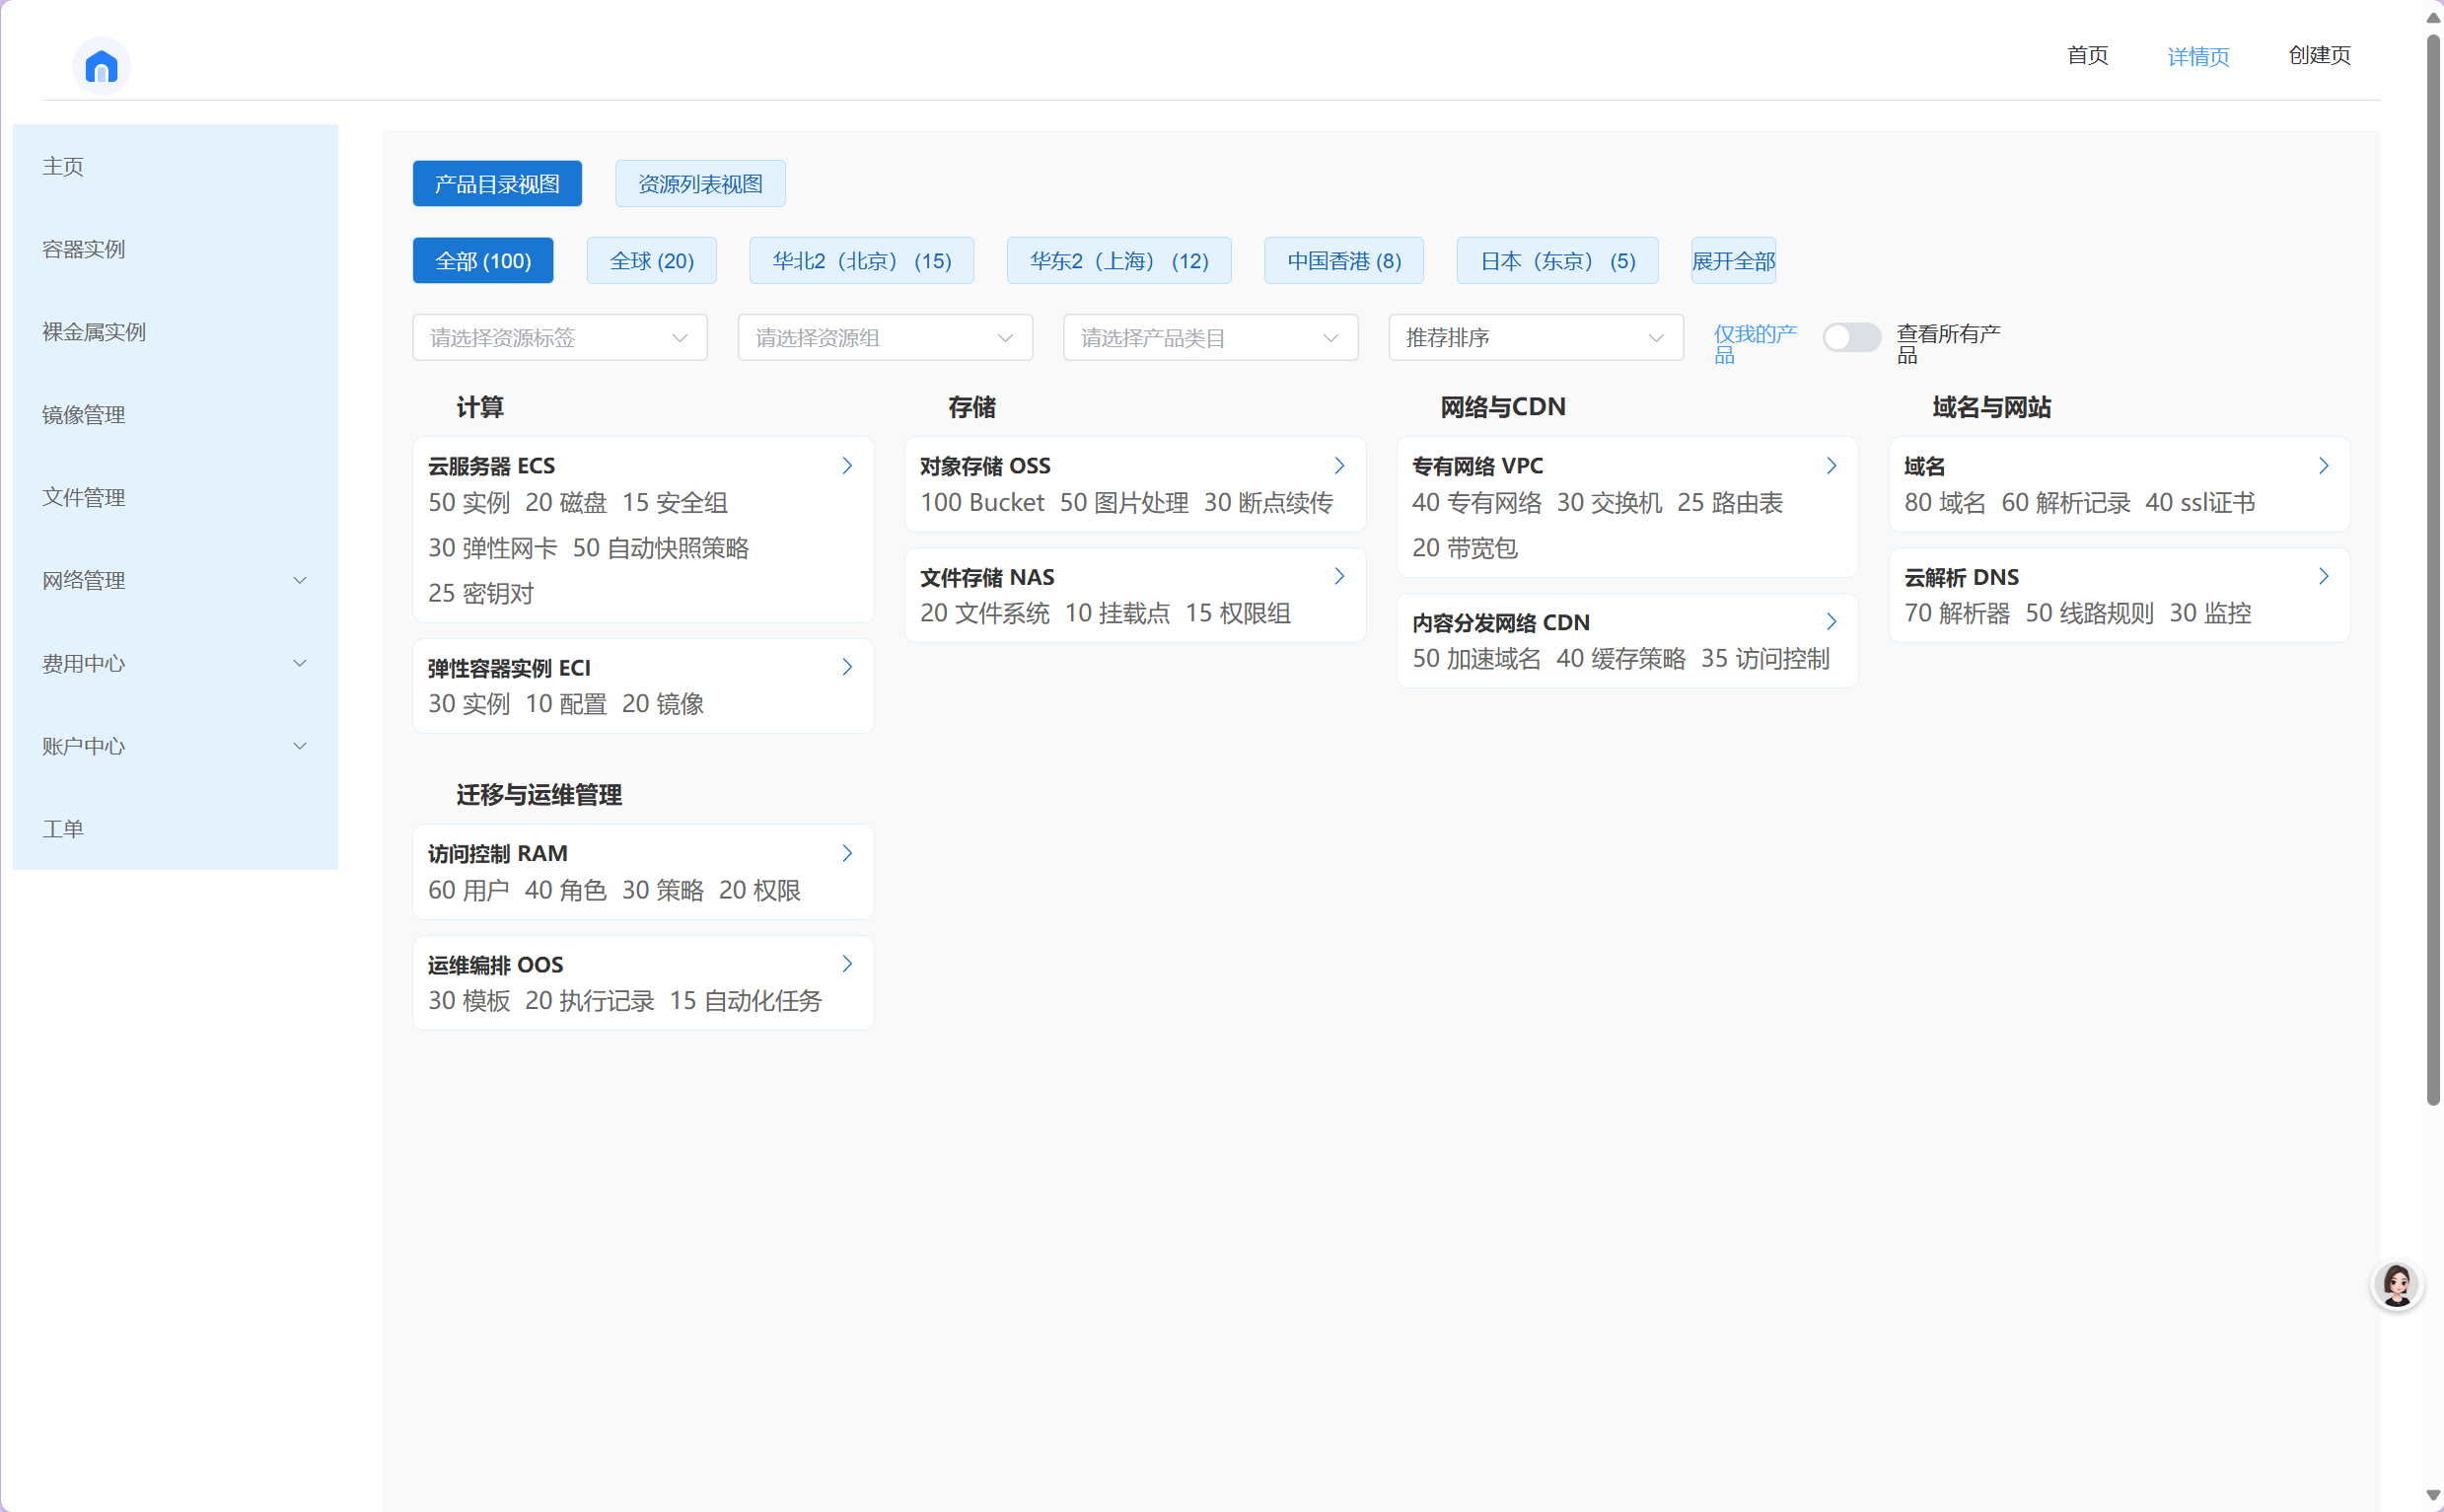 首页 详情页 创建页
主页
容器实例
裸金属实例
镜像管理
文件管理
网络管理
费用中心
账户中心
工单
产品目录视图 资源列表视图
全部 (100) 全球 (20) 华北2（北京） (15) 华东2（上海） (12) 中国香港 (8) 日本（东京） (5) 展开全部
请选择资源标签 请选择资源组 请选择产品类目 推荐排序
仅我的产
品
查看所有产
品
计算
云服务器 ECS
50 实例 20 磁盘 15 安全组
30 弹性网卡 50 自动快照策略
25 密钥对
弹性容器实例 ECI
30 实例 10 配置 20 镜像
存储
对象存储 OSS
100 Bucket 50 图片处理 30 断点续传
文件存储 NAS
20 文件系统 10 挂载点 15 权限组
网络与CDN
专有网络 VPC
40 专有网络 30 交换机 25 路由表
20 带宽包
内容分发网络 CDN
50 加速域名 40 缓存策略 35 访问控制
域名与网站
域名
80 域名 60 解析记录 40 ssl证书
云解析 DNS
70 解析器 50 线路规则 30 监控
迁移与运维管理
访问控制 RAM
60 用户 40 角色 30 策略 20 权限
运维编排 OOS
30 模板 20 执行记录 15 自动化任务